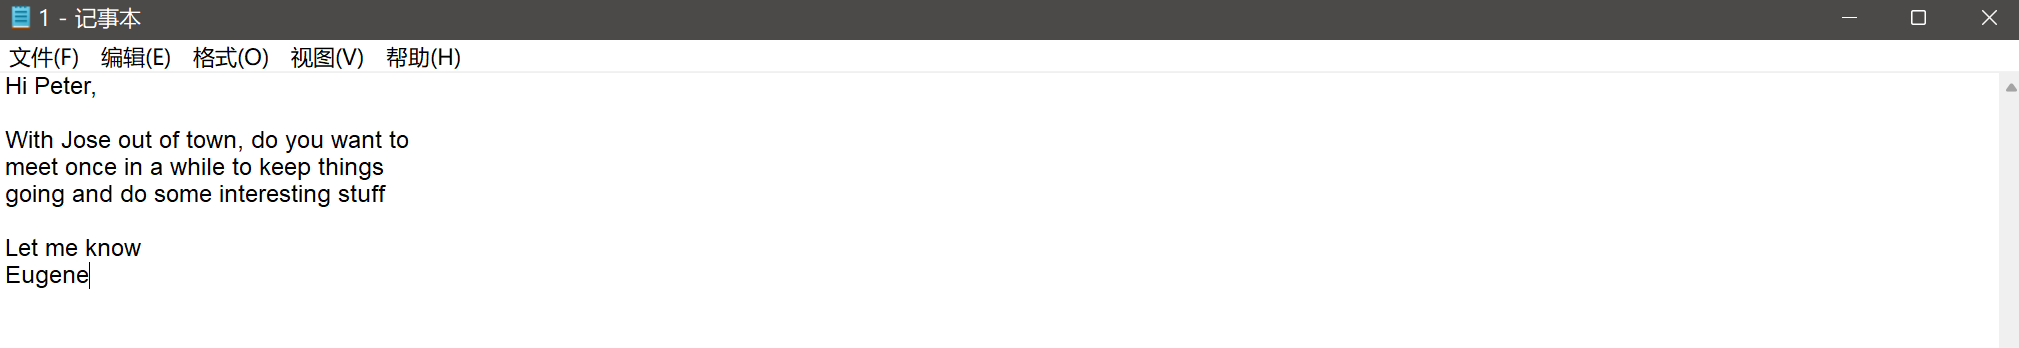 1 - 记事本
文件(F) 编辑(E) 格式(O) 视图(V) 帮助(H)
Hi Peter,
With Jose out of town, do you want to
meet once in a while to keep things
going and do some interesting stuff
Let me know
Eugene